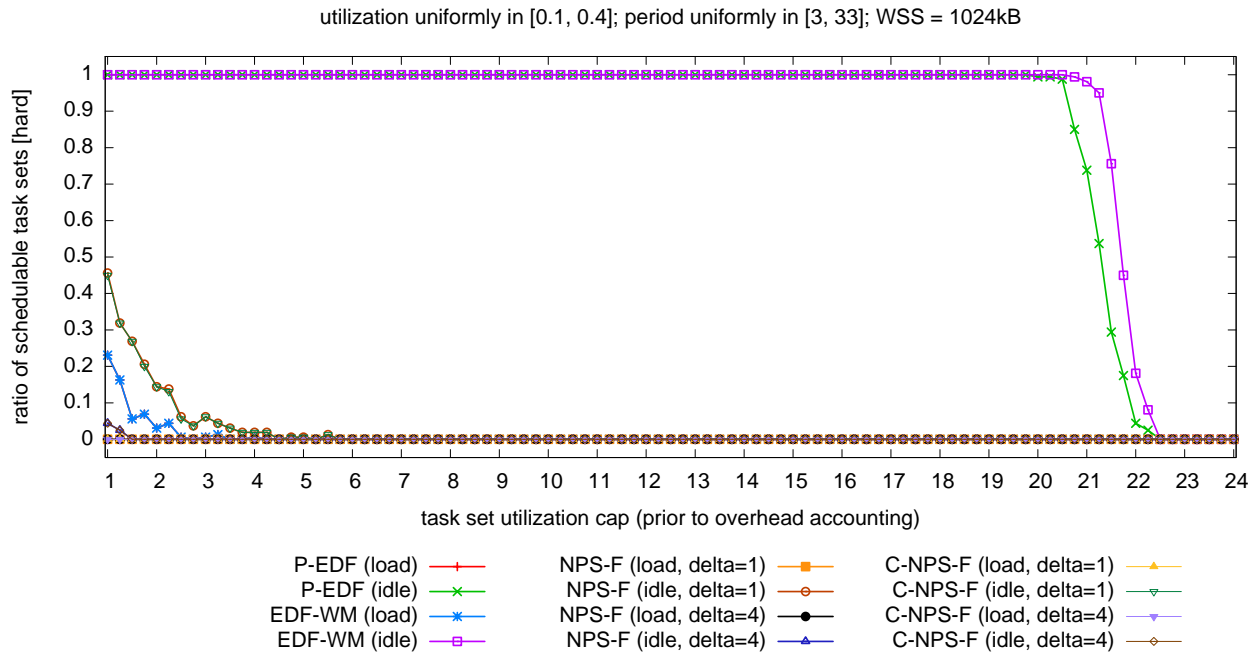 utilization uniformly in [0.1, 0.4]; period uniformly in [3, 33]; WSS = 1024kB
ratio of schedulable task sets [hard]
1
0.9
0.8
0.7
0.6
0.5
0.4
0.3
0.2
0.1
0
1 2 3 4 5 6 7 8 9 10 11 12 13 14 15 16 17 18 19 20 21 22 23 24
task set utilization cap (prior to overhead accounting)
P-EDF (load)
P-EDF (idle)
EDF-WM (load)
EDF-WM (idle)
NPS-F (load, delta=1)
NPS-F (idle, delta=1)
NPS-F (load, delta=4)
NPS-F (idle, delta=4)
C-NPS-F (load, delta=1)
C-NPS-F (idle, delta=1)
C-NPS-F (load, delta=4)
C-NPS-F (idle, delta=4)